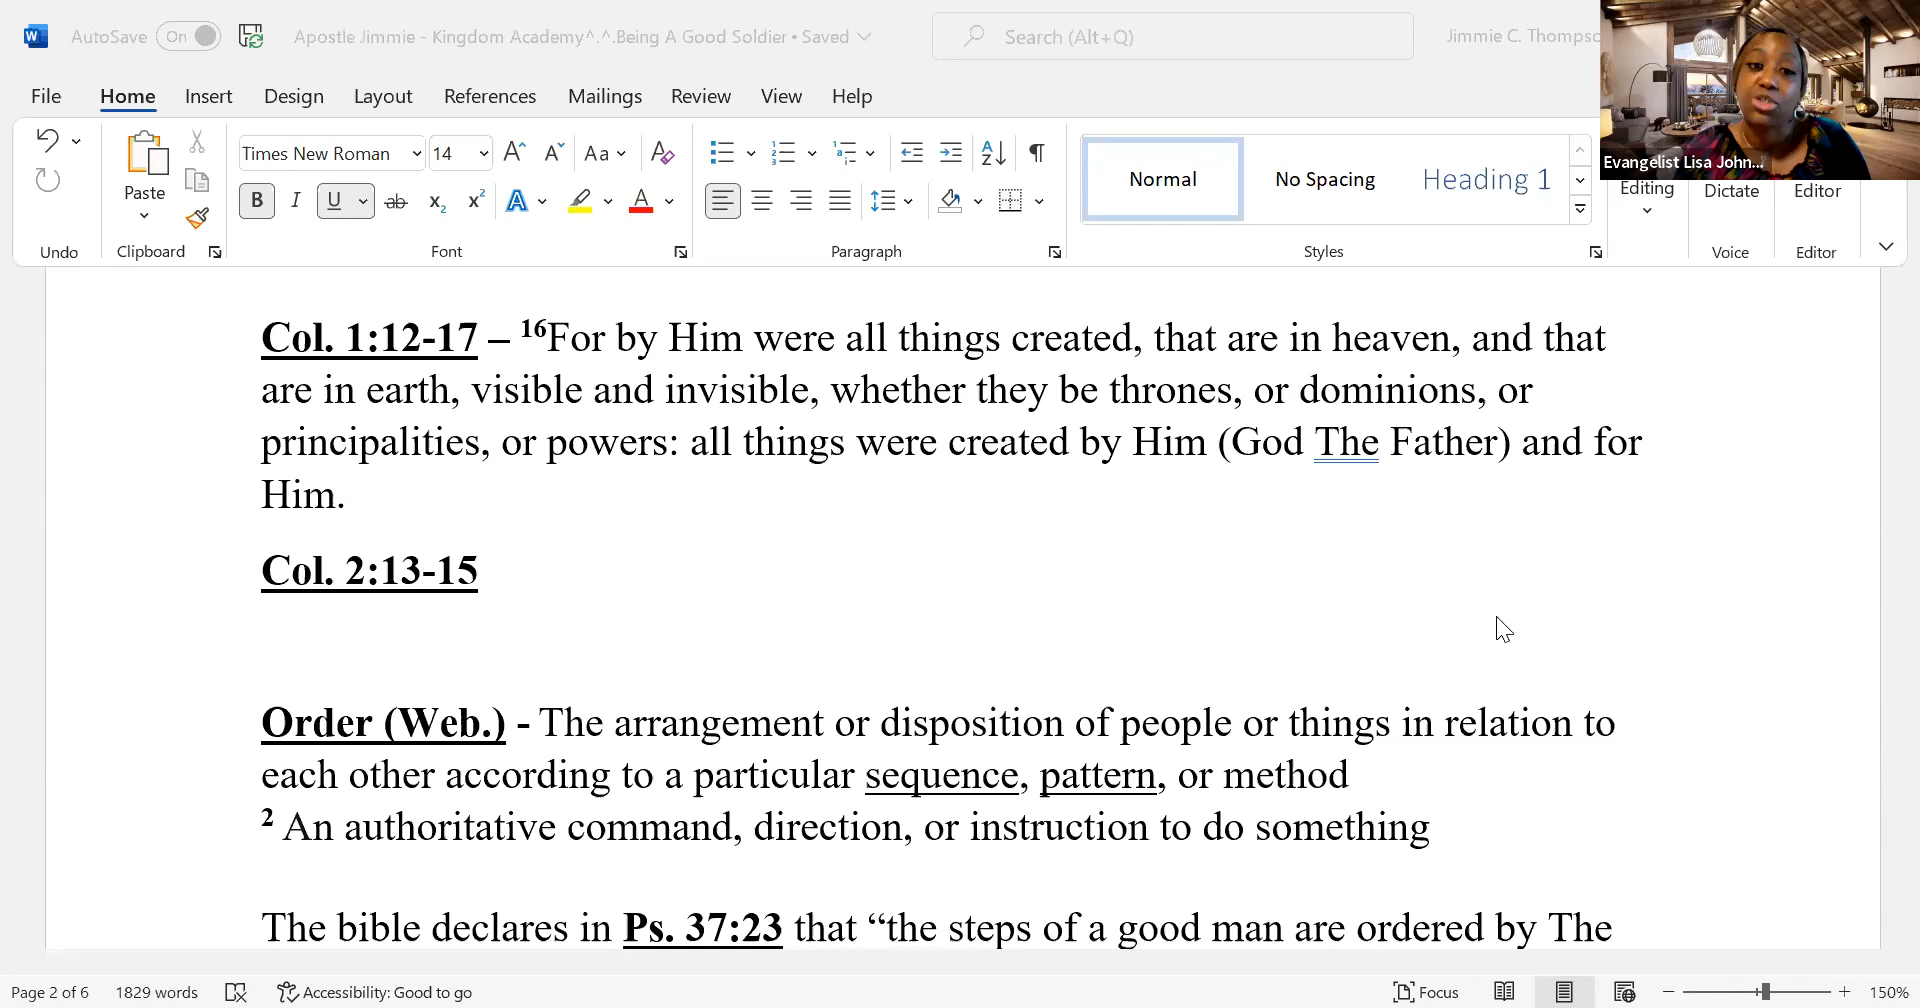 AutoSave On Apostle Jimmie - Kingdom Academy^.^.Being A Good Soldier • Saved Search (Alt+Q) Jimmie C. Thompso
File Home Insert Design Layout References Mailings Review View Help
Evangelist Lisa John...
Paste
Times New Roman 14 Aa
Normal No Spacing Heading 1
Editing Dictate Editor
B I U ab x2 x2 A A
Undo Clipboard Font Paragraph Styles Voice Editor
Col. 1:12-17 – 16For by Him were all things created, that are in heaven, and that
are in earth, visible and invisible, whether they be thrones, or dominions, or
principalities, or powers: all things were created by Him (God The Father) and for
Him.
Col. 2:13-15
Order (Web.) - The arrangement or disposition of people or things in relation to
each other according to a particular sequence, pattern, or method
2 An authoritative command, direction, or instruction to do something
The bible declares in Ps. 37:23 that “the steps of a good man are ordered by The
Page 2 of 6 1829 words Accessibility: Good to go Focus 150%